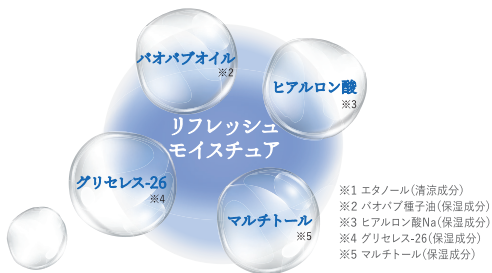 バオバブオイル
※2
ヒアルロン酸
※3
リフレッシュ
モイスチュア
グリセレス-26
※4
マルチトール
※5
※1 エタノール(清涼成分)
※2 バオバブ種子油(保湿成分)
※3 ヒアルロン酸Na(保湿成分)
※4 グリセレス-26(保湿成分)
※5 マルチトール(保湿成分)